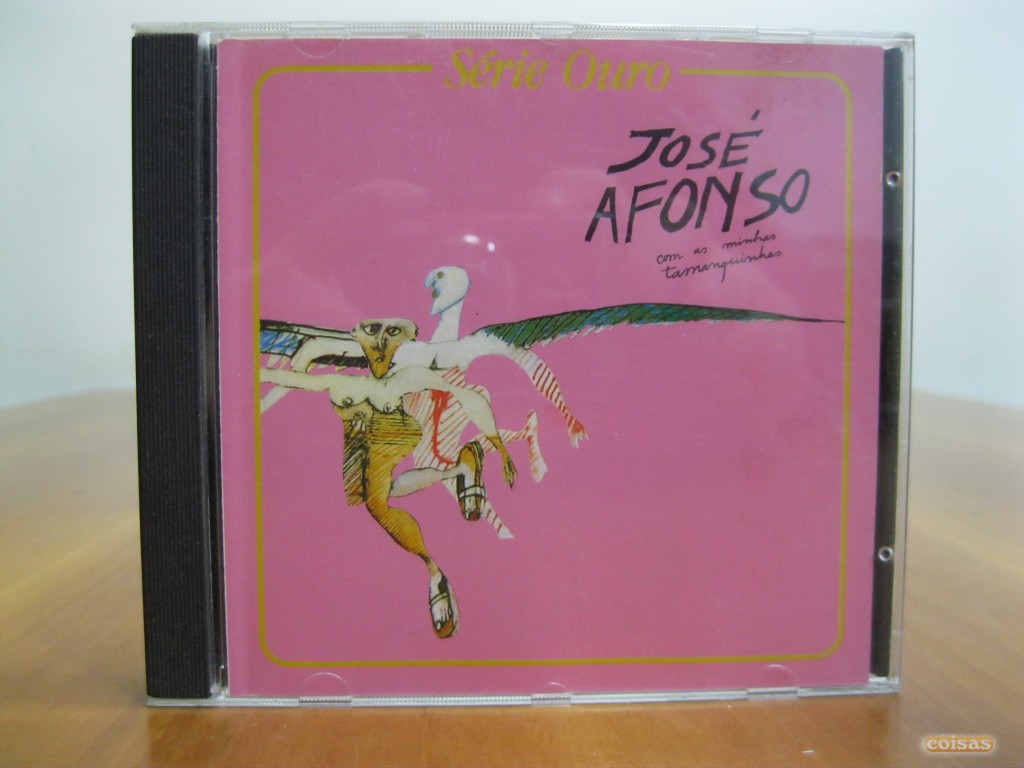 Série Ouro
JOSÉ
AFONSO
com as minhas
tamanquinhas
coisas